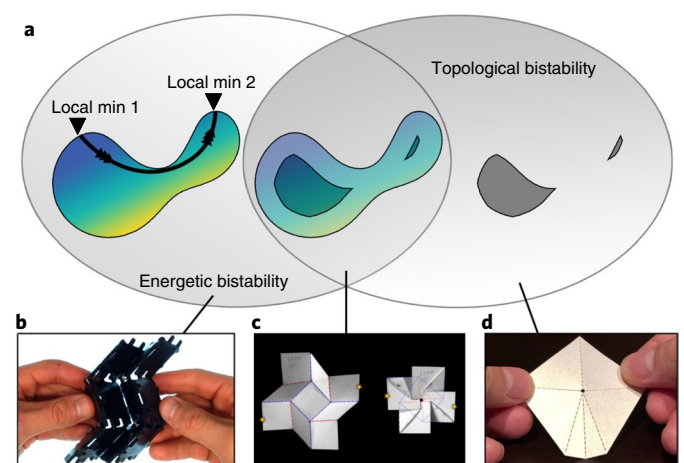 a
Topological bistability
Local min 2
Local min 1
Energetic bistability
b
c
d